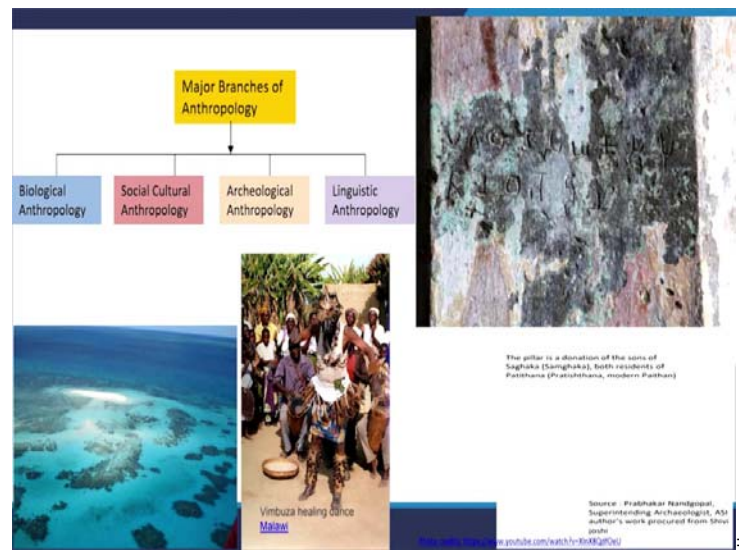 Major Branches of
Anthropology
Biological
Anthropology
Social Cultural
Anthropology
Archeological
Anthropology
Linguistic
Anthropology
Vimbuza healing dance
Malawi
The pillar is a donation of the sons of
Saghaka (Samghaka), both residents of
Patithana (Pratishthana, modern Paithan)
Source : Prabhakar Nandgopal,
Superintending Archaeologist, ASI
author's work procured from Shivi
Joshi